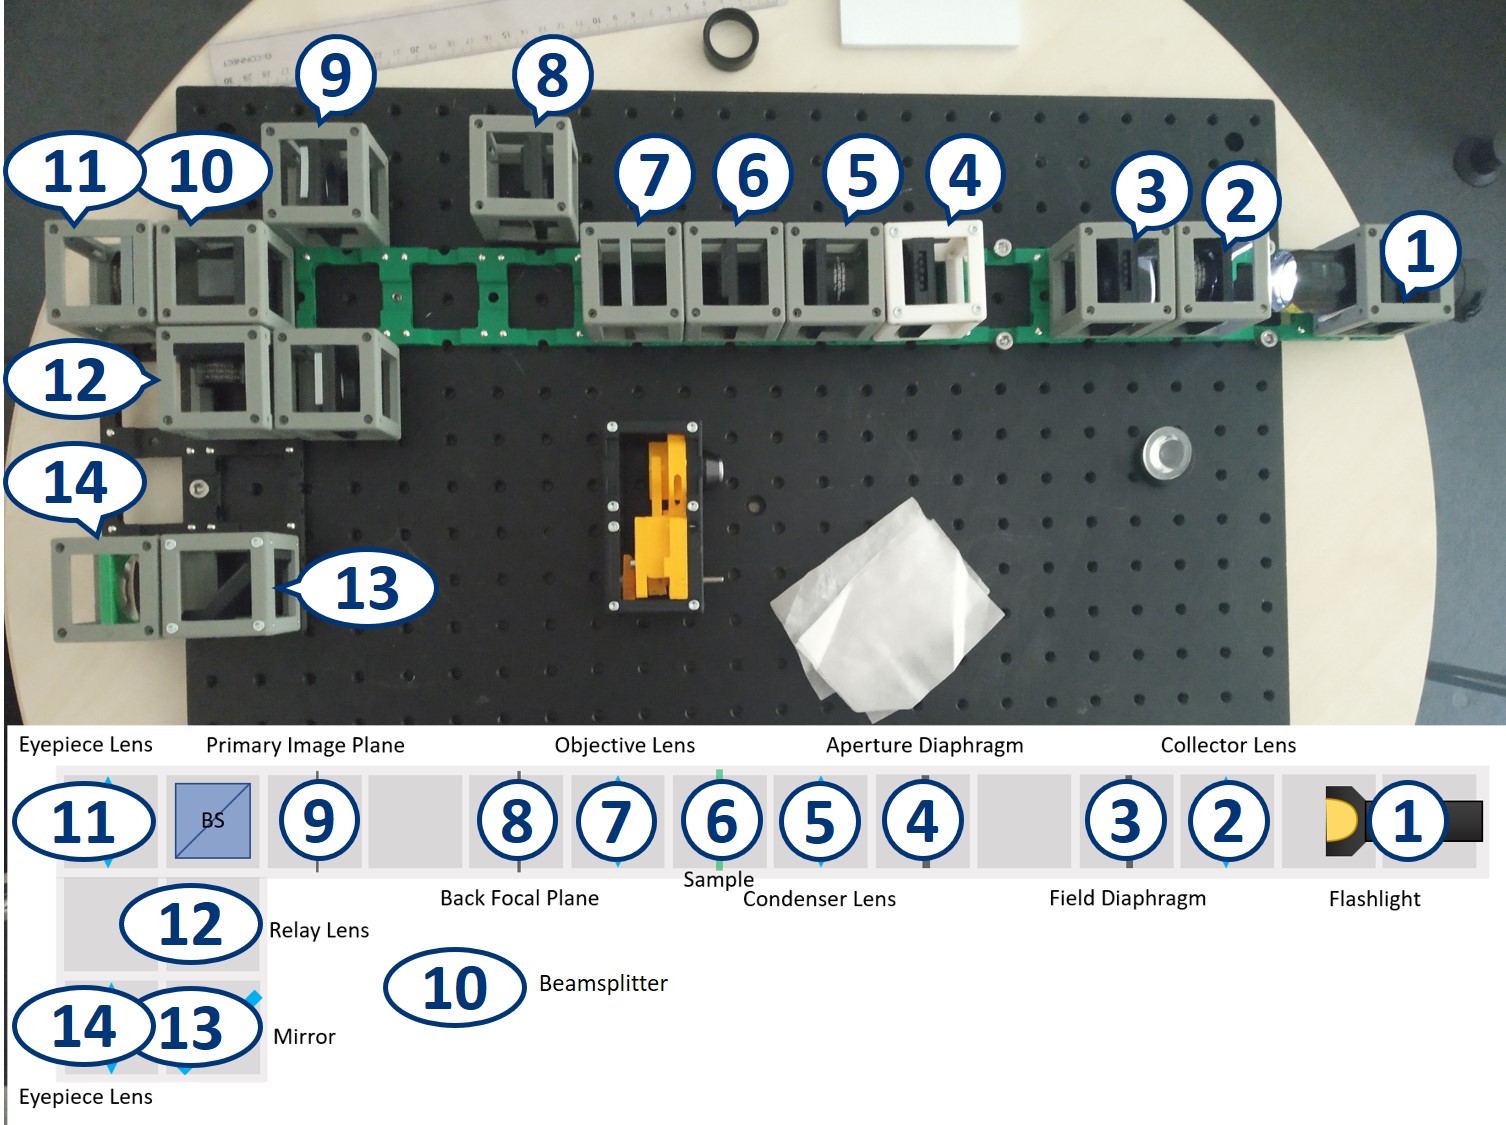 9
8
11
10
7
6
5
4
3
2
1
12
14
13
Eyepiece Lens
Primary Image Plane
Objective Lens
Aperture Diaphragm
Collector Lens
11
BS
9
8
7
6
5
4
3
2
1
Sample
Back Focal Plane
Condenser Lens
Field Diaphragm
Flashlight
12
Relay Lens
10
Beamsplitter
14
13
Mirror
Eyepiece Lens